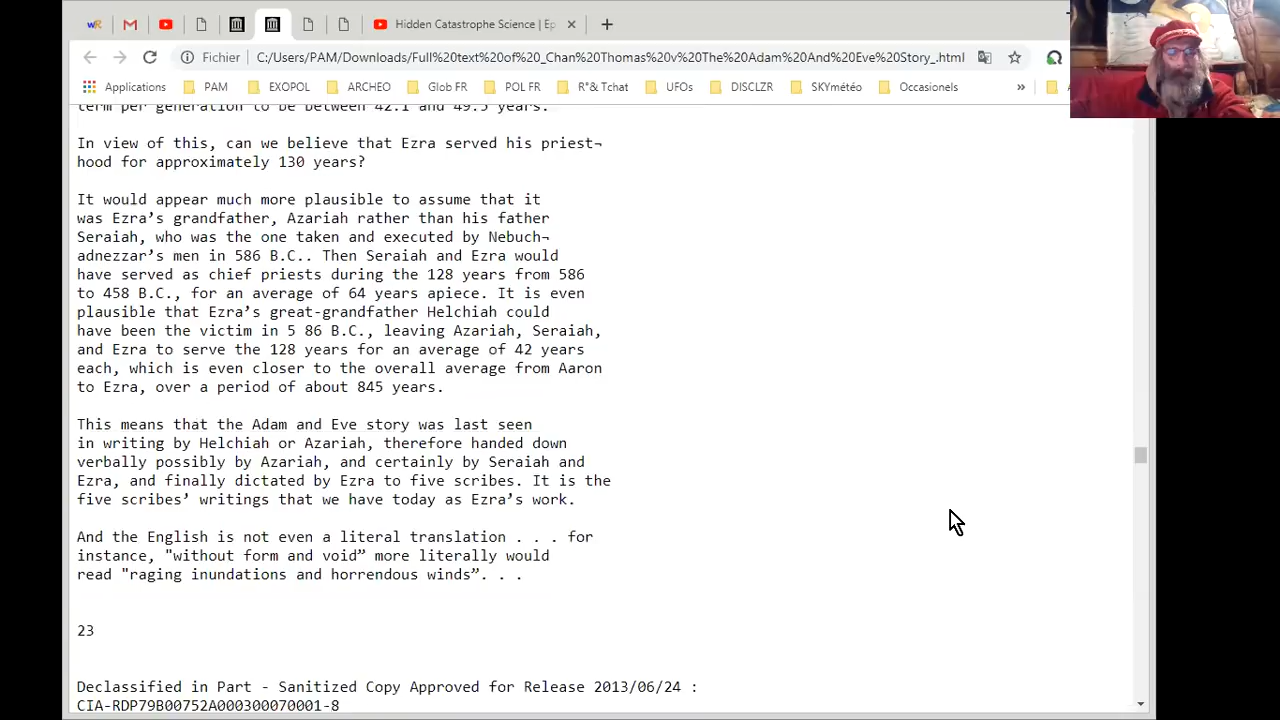 Hidden Catastrophe Science | Ep
Fichier
C:/Users/PAM/Downloads/Full%20text%20of%20_Chan%20Thomas%20v%20The%20Adam%20And%20Eve%20Story_.html
Applications PAM EXOPOL ARCHEO Glob FR POL FR R°& Tchat UFOs DISCLZR SKYmétéo Occasionels »
term per generation to be between 42.1 and 49.5 years.
In view of this, can we believe that Ezra served his priest¬
hood for approximately 130 years?
It would appear much more plausible to assume that it
was Ezra’s grandfather, Azariah rather than his father
Seraiah, who was the one taken and executed by Nebuch¬
adnezzar’s men in 586 B.C.. Then Seraiah and Ezra would
have served as chief priests during the 128 years from 586
to 458 B.C., for an average of 64 years apiece. It is even
plausible that Ezra’s great-grandfather Helchiah could
have been the victim in 5 86 B.C., leaving Azariah, Seraiah,
and Ezra to serve the 128 years for an average of 42 years
each, which is even closer to the overall average from Aaron
to Ezra, over a period of about 845 years.
This means that the Adam and Eve story was last seen
in writing by Helchiah or Azariah, therefore handed down
verbally possibly by Azariah, and certainly by Seraiah and
Ezra, and finally dictated by Ezra to five scribes. It is the
five scribes’ writings that we have today as Ezra’s work.
And the English is not even a literal translation . . . for
instance, "without form and void” more literally would
read "raging inundations and horrendous winds”. . .
23
Declassified in Part - Sanitized Copy Approved for Release 2013/06/24 :
CIA-RDP79B00752A000300070001-8